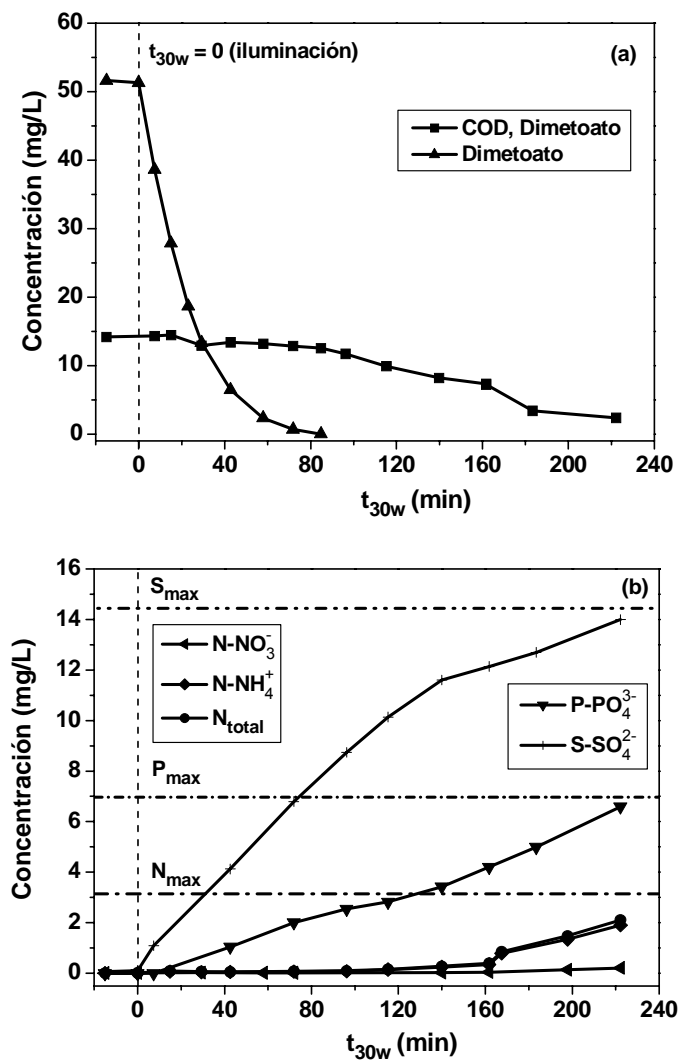 60
50
40
30
20
10
0
Concentración (mg/L)
t30w = 0 (iluminación)
(a)
COD, Dimetoato
Dimetoato
0 40 80 120 160 200 240
t30w (min)
16
14
12
10
8
6
4
2
0
Concentración (mg/L)
Smax
(b)
N-NO3-
N-NH4+
Ntotal
P-PO43-
S-SO42-
Pmax
Nmax
0 40 80 120 160 200 240
t30w (min)